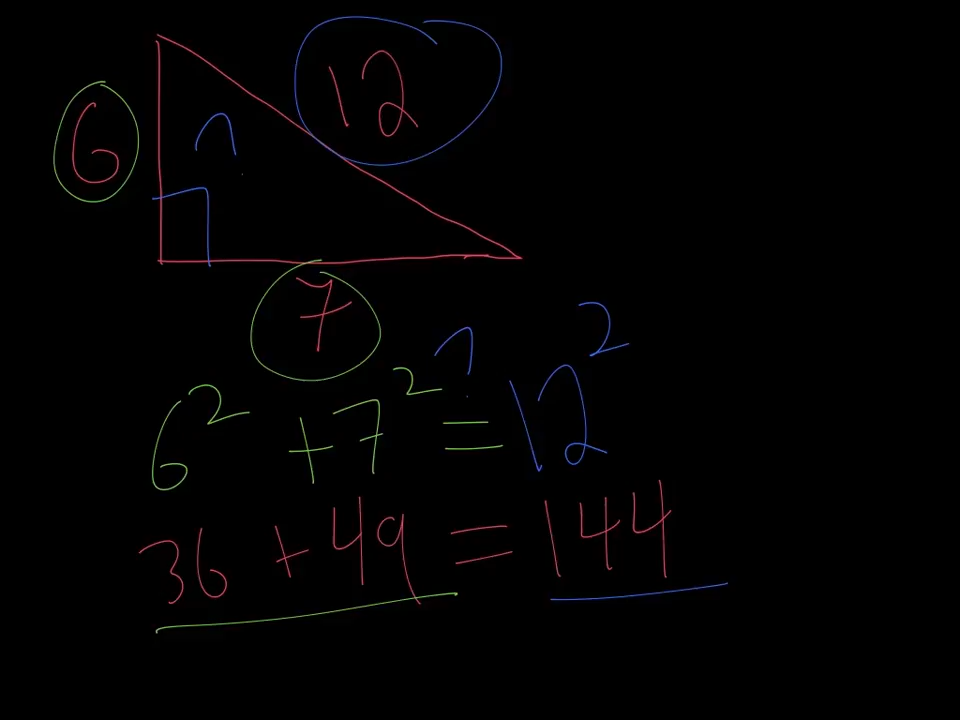 12
6
?
7
?
6² + 7² = 12²
36 + 49 = 144